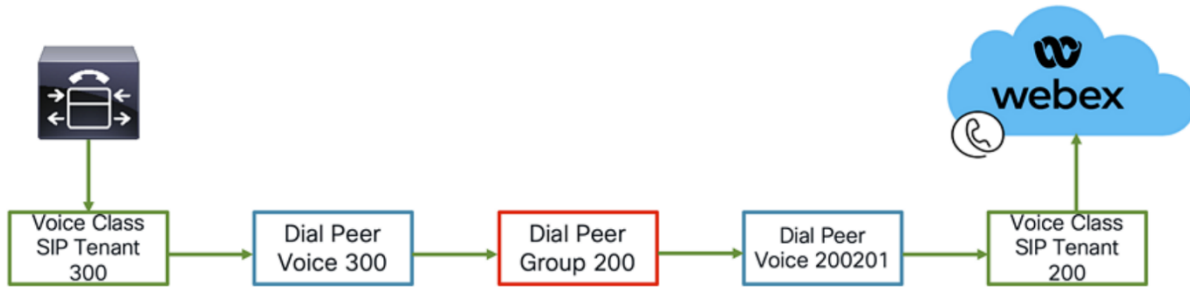 webex
Voice Class
SIP Tenant
300
Dial Peer
Voice 300
Dial Peer
Group 200
Dial Peer
Voice 200201
Voice Class
SIP Tenant
200